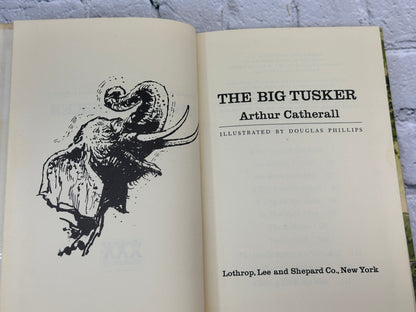 THE BIG TUSKER
Arthur Catherall
ILLUSTRATED BY DOUGLAS PHILLIPS
Lothrop, Lee and Shepard Co., New York